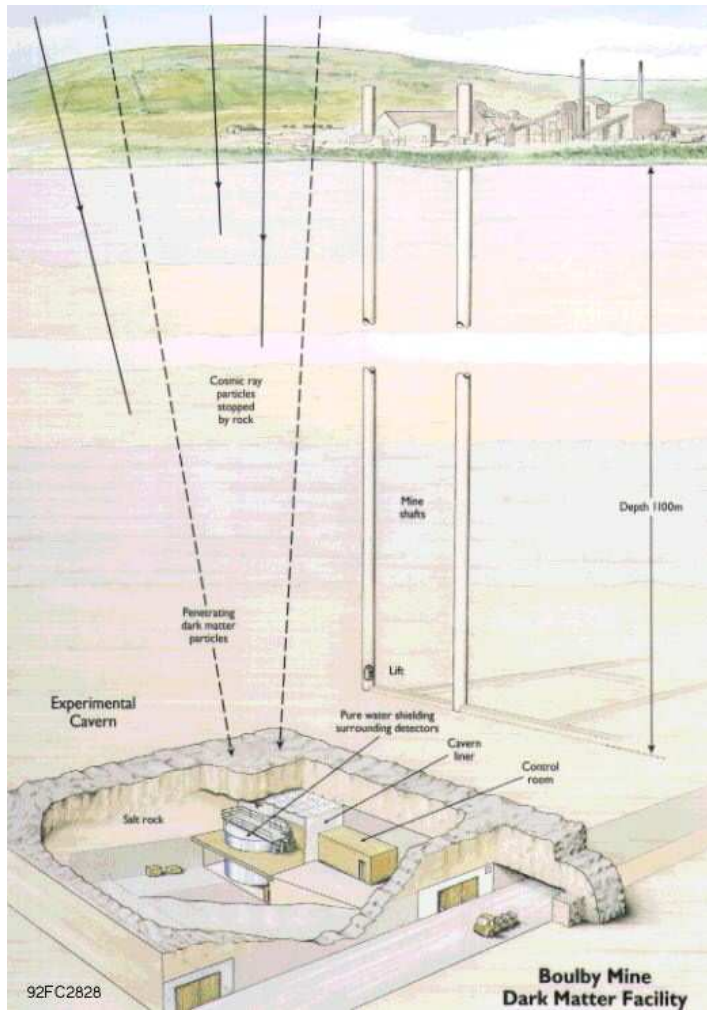 Cosmic ray
particles
stopped
by rock
Mine
shafts
Depth 1100m
Penetrating
dark matter
particles
Lift
Experimental
Cavern
Pure water shielding
surrounding detectors
Cavern
liner
Control
room
Salt rock
92FC2828
Boulby Mine
Dark Matter Facility